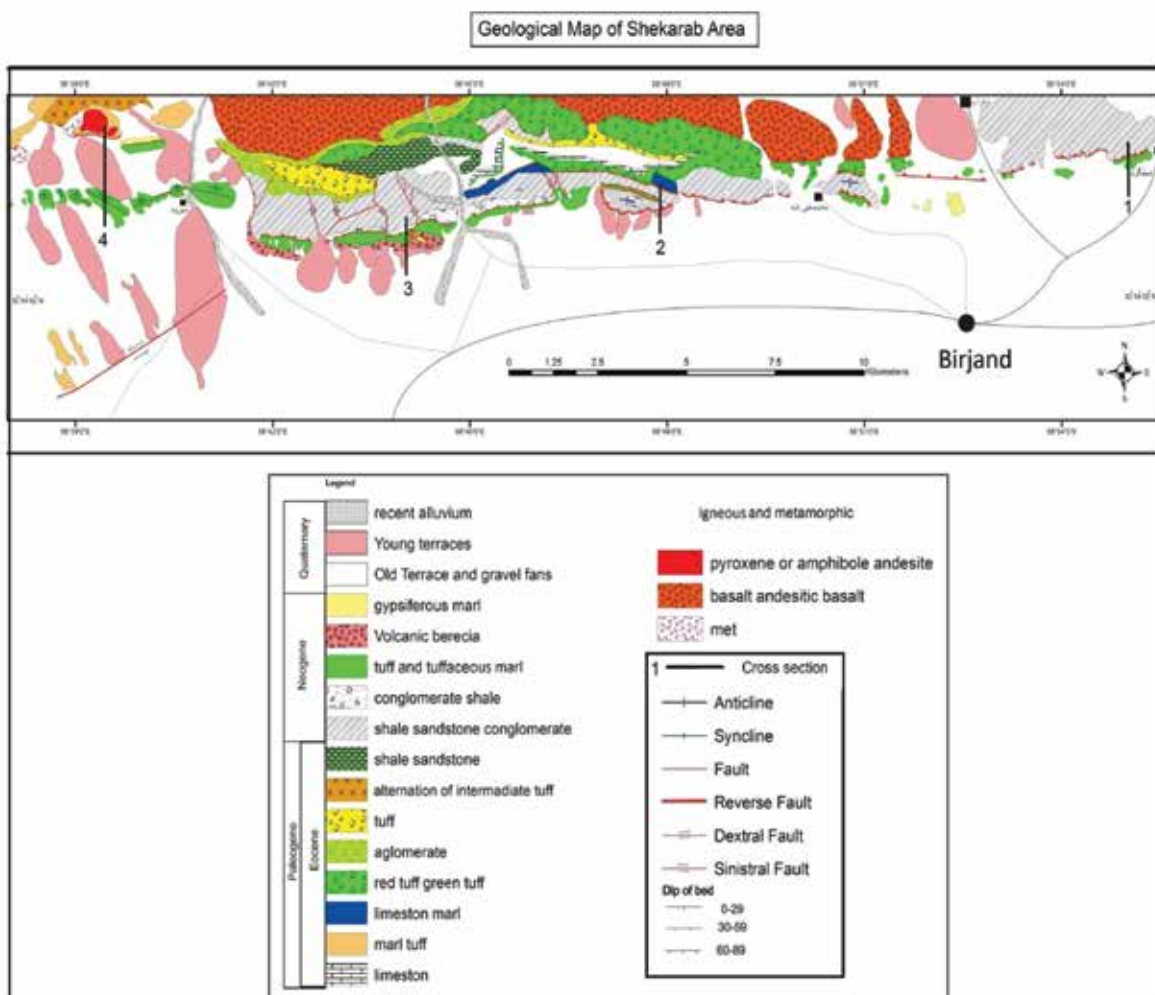 Geological Map of Shekarab Area
1
2
3
4
Birjand
0 1.25 2.5 5 7.5 10
N
W
S
Legend
Quaternary
recent alluvium
Young terraces
Old Terrace and gravel fans
Neogene
gypsiferous marl
Volcanic berecia
tuff and tuffaceous marl
conglomerate shale
shale sandstone conglomerate
Paleogene
Eocene
shale sandstone
alternation of intermadiate tuff
tuff
aglomerate
red tuff green tuff
limeston marl
marl tuff
limeston
Igneous and metamorphic
pyroxene or amphibole andesite
basalt andesitic basalt
met
1 Cross section
Anticline
Syncline
Fault
Reverse Fault
Dextral Fault
Sinistral Fault
Dip of bed
0-29
30-59
60-89